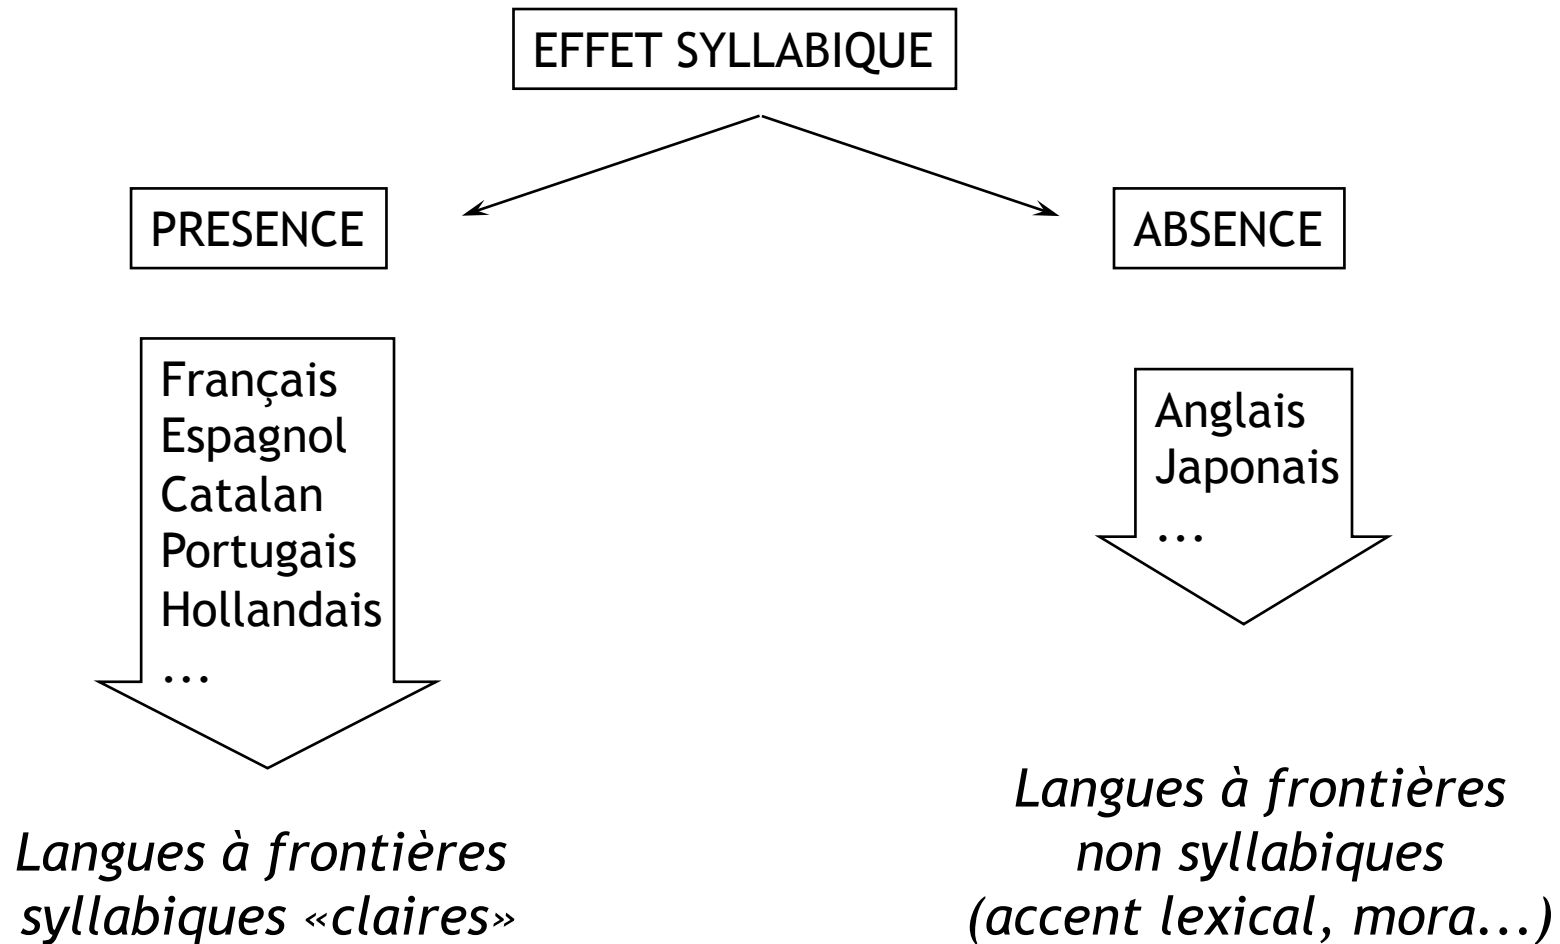 EFFET SYLLABIQUE
PRESENCE
ABSENCE
Français
Espagnol
Catalan
Portugais
Hollandais
...
Anglais
Japonais
...
Langues à frontières
syllabiques «claires»
Langues à frontières
non syllabiques
(accent lexical, mora...)